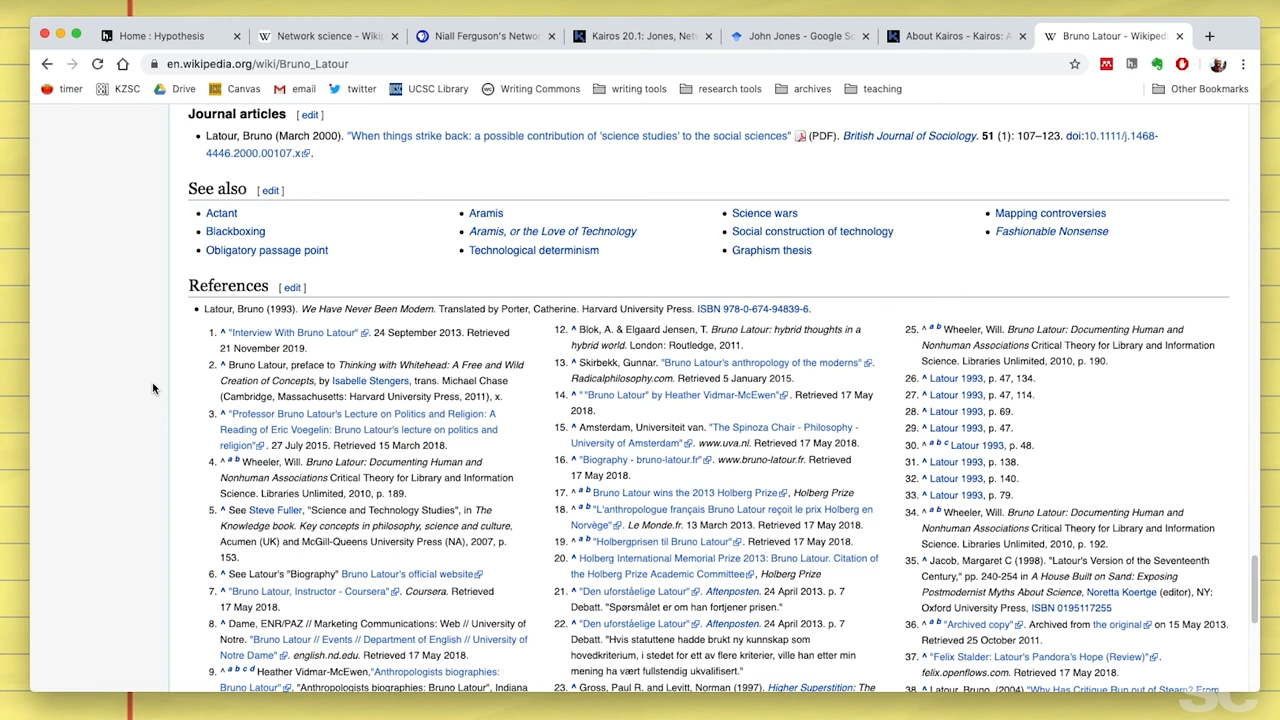 Home : Hypothesis
Network science - Wiki
Niall Ferguson's Netwo
Kairos 20.1: Jones, Net
John Jones - Google Sc
About Kairos - Kairos: A
Bruno Latour - Wikiped
en.wikipedia.org/wiki/Bruno_Latour
timer KZSC Drive Canvas email twitter UCSC Library Writing Commons writing tools research tools archives teaching Other Bookmarks
Journal articles [ edit ]
• Latour, Bruno (March 2000). "When things strike back: a possible contribution of 'science studies' to the social sciences" (PDF). British Journal of Sociology. 51 (1): 107–123. doi:10.1111/j.1468-
4446.2000.00107.x.
See also [ edit ]
• Actant
• Blackboxing
• Obligatory passage point
• Aramis
• Aramis, or the Love of Technology
• Technological determinism
• Science wars
• Social construction of technology
• Graphism thesis
• Mapping controversies
• Fashionable Nonsense
References [ edit ]
• Latour, Bruno (1993). We Have Never Been Modern. Translated by Porter, Catherine. Harvard University Press. ISBN 978-0-674-94839-6.
1. ^ "Interview With Bruno Latour". 24 September 2013. Retrieved
21 November 2019.
2. ^ Bruno Latour, preface to Thinking with Whitehead: A Free and Wild
Creation of Concepts, by Isabelle Stengers, trans. Michael Chase
(Cambridge, Massachusetts: Harvard University Press, 2011), x.
3. ^ "Professor Bruno Latour's Lecture on Politics and Religion: A
Reading of Eric Voegelin: Bruno Latour's lecture on politics and
religion". 27 July 2015. Retrieved 15 March 2018.
4. ^ a b Wheeler, Will. Bruno Latour: Documenting Human and
Nonhuman Associations Critical Theory for Library and Information
Science. Libraries Unlimited, 2010, p. 189.
5. ^ See Steve Fuller, "Science and Technology Studies", in The
Knowledge book. Key concepts in philosophy, science and culture,
Acumen (UK) and McGill-Queens University Press (NA), 2007, p.
153.
6. ^ See Latour's "Biography" Bruno Latour's official website
7. ^ "Bruno Latour, Instructor - Coursera". Coursera. Retrieved
17 May 2018.
8. ^ Dame, ENR/PAZ // Marketing Communications: Web // University of
Notre. "Bruno Latour // Events // Department of English // University of
Notre Dame". english.nd.edu. Retrieved 17 May 2018.
9. ^ a b c d Heather Vidmar-McEwen,"Anthropologists biographies:
Bruno Latour", "Anthropologists biographies: Bruno Latour", Indiana
12. ^ Blok, A. & Elgaard Jensen, T. Bruno Latour: hybrid thoughts in a
hybrid world. London: Routledge, 2011.
13. ^ Skirbekk, Gunnar. "Bruno Latour's anthropology of the moderns".
Radicalphilosophy.com. Retrieved 5 January 2015.
14. ^ ""Bruno Latour" by Heather Vidmar-McEwen". Retrieved 17 May
2018.
15. ^ Amsterdam, Universiteit van. "The Spinoza Chair - Philosophy -
University of Amsterdam". www.uva.nl. Retrieved 17 May 2018.
16. ^ "Biography - bruno-latour.fr". www.bruno-latour.fr. Retrieved
17 May 2018.
17. ^ a b Bruno Latour wins the 2013 Holberg Prize, Holberg Prize
18. ^ a b "L'anthropologue français Bruno Latour reçoit le prix Holberg en
Norvège". Le Monde.fr. 13 March 2013. Retrieved 17 May 2018.
19. ^ a b "Holbergprisen til Bruno Latour". Retrieved 17 May 2018.
20. ^ Holberg International Memorial Prize 2013: Bruno Latour. Citation of
the Holberg Prize Academic Committee, Holberg Prize
21. ^ "Den uforståelige Latour". Aftenposten. 24 April 2013. p. 7
Debatt. "Spørsmålet er om han fortjener prisen."
22. ^ "Den uforståelige Latour". Aftenposten. 24 April 2013. p. 7
Debatt. "Hvis statuttene hadde brukt ny kunnskap som
hovedkriterium, i stedet for ett av flere kriterier, ville han etter min
mening ha vært fullstendig ukvalifisert."
23. ^ Gross, Paul R. and Levitt, Norman (1997). Higher Superstition: The
25. ^ a b Wheeler, Will. Bruno Latour: Documenting Human and
Nonhuman Associations Critical Theory for Library and Information
Science. Libraries Unlimited, 2010, p. 190.
26. ^ Latour 1993, p. 47, 134.
27. ^ Latour 1993, p. 47, 114.
28. ^ Latour 1993, p. 69.
29. ^ Latour 1993, p. 47.
30. ^ a b c Latour 1993, p. 48.
31. ^ Latour 1993, p. 138.
32. ^ Latour 1993, p. 140.
33. ^ Latour 1993, p. 79.
34. ^ Wheeler, Will. Bruno Latour: Documenting Human and
Nonhuman Associations Critical Theory for Library and Information
Science. Libraries Unlimited, 2010, p. 192.
35. ^ Jacob, Margaret C (1998). "Latour's Version of the Seventeenth
Century," pp. 240-254 in A House Built on Sand: Exposing
Postmodernist Myths About Science, Noretta Koertge (editor), NY:
Oxford University Press, ISBN 0195117255
36. ^ "Archived copy". Archived from the original on 15 May 2013.
Retrieved 25 October 2011.
37. ^ "Felix Stalder: Latour's Pandora's Hope (Review)".
felix.openflows.com. Retrieved 17 May 2018.
38. ^ Latour, Bruno. (2004) "Why Has Critique Run out of Steam? From
SC